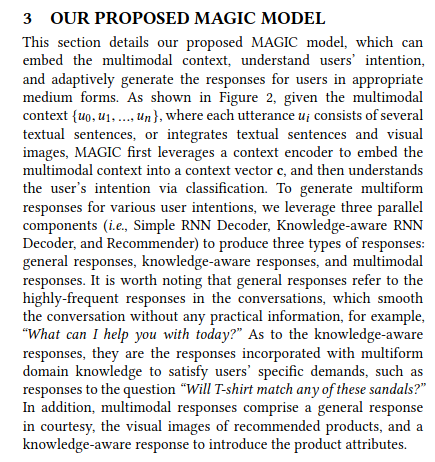 3 OUR PROPOSED MAGIC MODEL
This section details our proposed MAGIC model, which can
embed the multimodal context, understand users' intention,
and adaptively generate the responses for users in appropriate
medium forms. As shown in Figure 2, given the multimodal
context {u₀, u₁, ..., uₙ}, where each utterance uᵢ consists of several
textual sentences, or integrates textual sentences and visual
images, MAGIC first leverages a context encoder to embed the
multimodal context into a context vector c, and then understands
the user's intention via classification. To generate multiform
responses for various user intentions, we leverage three parallel
components (i.e., Simple RNN Decoder, Knowledge-aware RNN
Decoder, and Recommender) to produce three types of responses:
general responses, knowledge-aware responses, and multimodal
responses. It is worth noting that general responses refer to the
highly-frequent responses in the conversations, which smooth
the conversation without any practical information, for example,
"What can I help you with today?" As to the knowledge-aware
responses, they are the responses incorporated with multiform
domain knowledge to satisfy users' specific demands, such as
responses to the question "Will T-shirt match any of these sandals?"
In addition, multimodal responses comprise a general response
in courtesy, the visual images of recommended products, and a
knowledge-aware response to introduce the product attributes.